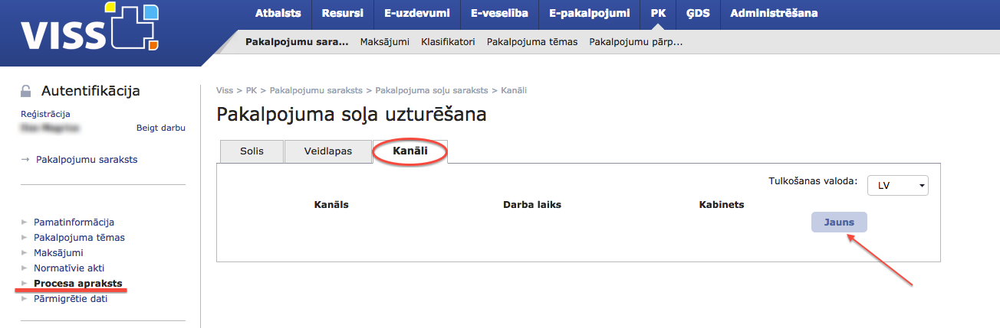 VISS
Atbalsts Resursi E-uzdevumi E-veselība E-pakalpojumi PK ĢDS Administrēšana
Pakalpojumu sara... Maksājumi Klasifikatori Pakalpojuma tēmas Pakalpojumu pārp...
Autentifikācija
Reģistrācija
Beigt darbu
→ Pakalpojumu saraksts
Pamatinformācija
Pakalpojuma tēmas
Maksājumi
Normatīvie akti
Procesa apraksts
Pārmigrētie dati
Viss > PK > Pakalpojumu saraksts > Pakalpojuma soļu saraksts > Kanāli
Pakalpojuma soļa uzturēšana
Solis Veidlapas Kanāli
Tulkošanas valoda: LV
Kanāls Darba laiks Kabinets
Jauns